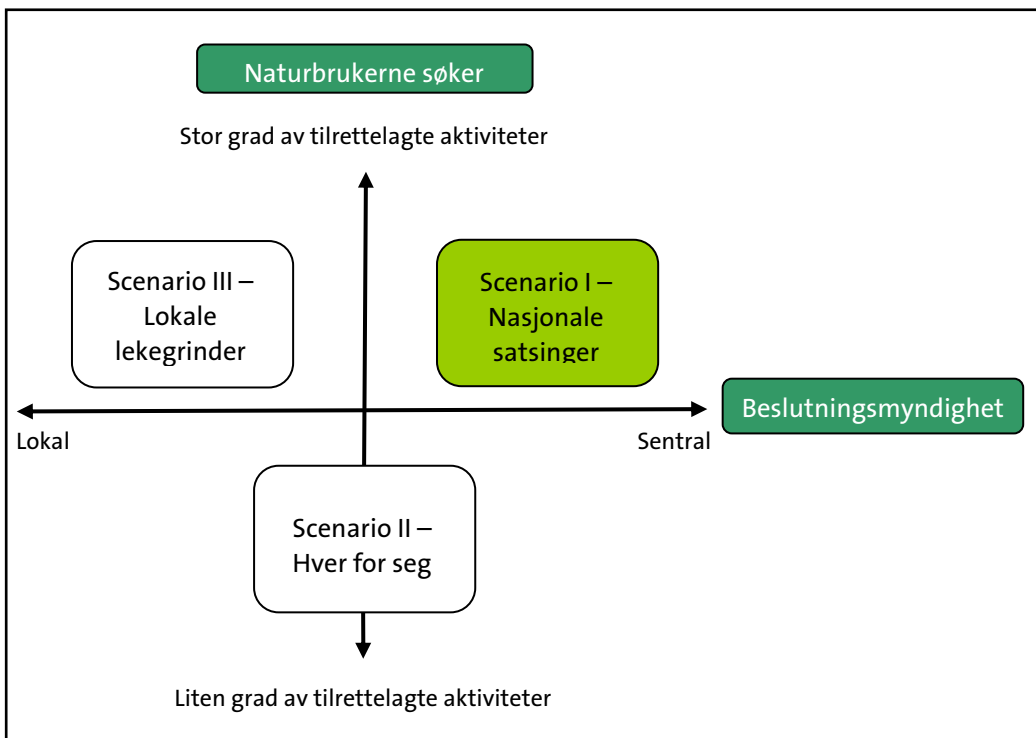 Naturbrukerne søker
Stor grad av tilrettelagte aktiviteter
Scenario III –
Lokale
lekegrinder
Scenario I –
Nasjonale
satsinger
Beslutningsmyndighet
Lokal
Sentral
Scenario II –
Hver for seg
Liten grad av tilrettelagte aktiviteter